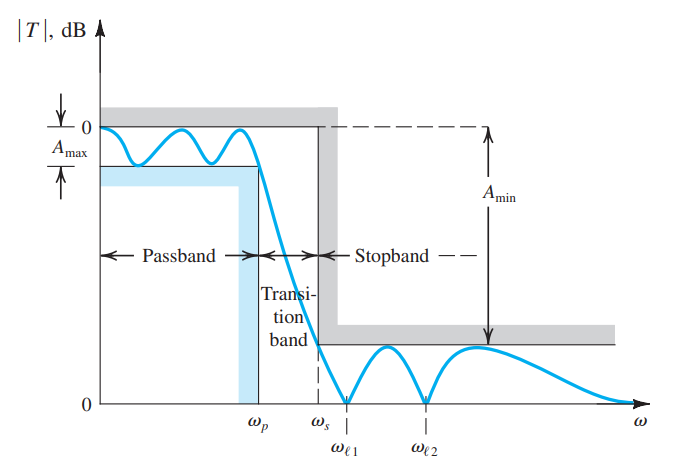 |T|, dB
0
A_max
A_min
Passband
Stopband
Transi-
tion
band
0
ω_p
ω_s
ω
ω_ℓ1
ω_ℓ2